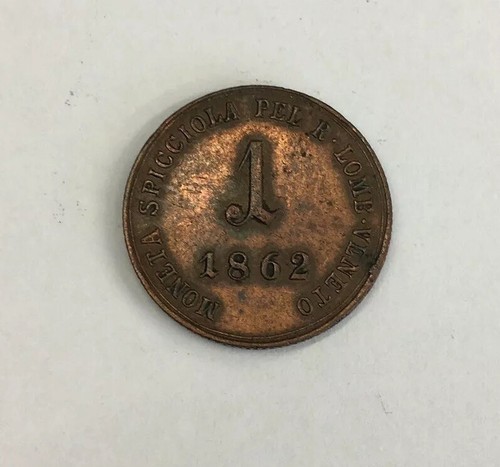 MONETA SPICCIOLA PEL R. LOMB. VENETO
1
1862